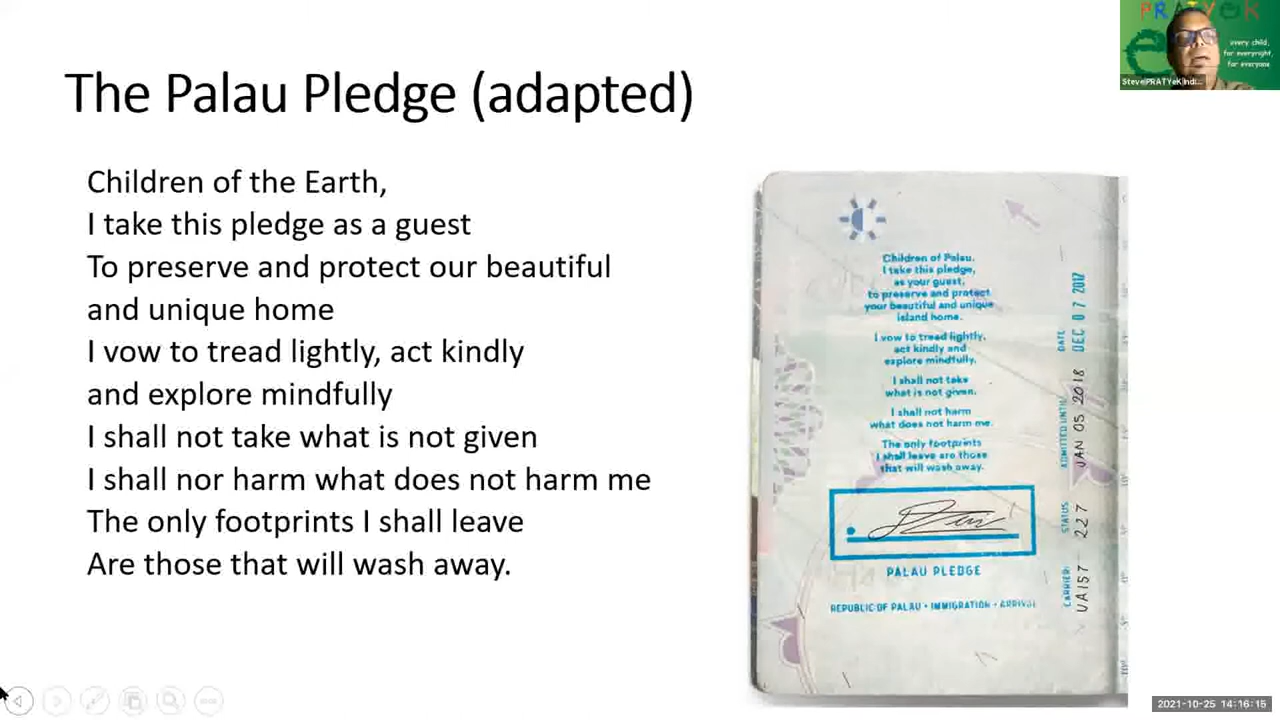 The Palau Pledge (adapted)
Children of the Earth,
I take this pledge as a guest
To preserve and protect our beautiful
and unique home
I vow to tread lightly, act kindly
and explore mindfully
I shall not take what is not given
I shall nor harm what does not harm me
The only footprints I shall leave
Are those that will wash away.
Children of Palau,
I take this pledge,
as your guest,
to preserve and protect
your beautiful and unique
island home.
I vow to tread lightly,
act kindly and
explore mindfully.
I shall not take
what is not given.
I shall not harm
what does not harm me.
The only footprints
I shall leave are those
that will wash away.
PALAU PLEDGE
REPUBLIC OF PALAU • IMMIGRATION • ARRIVAL
DATE DEC 07 2017
ADMITTED UNTIL JAN 05 2018
STATUS 227
CARRIER: UA157
PRATYeK
every child,
for everyright,
for everyone
2021-10-25 14:16:15